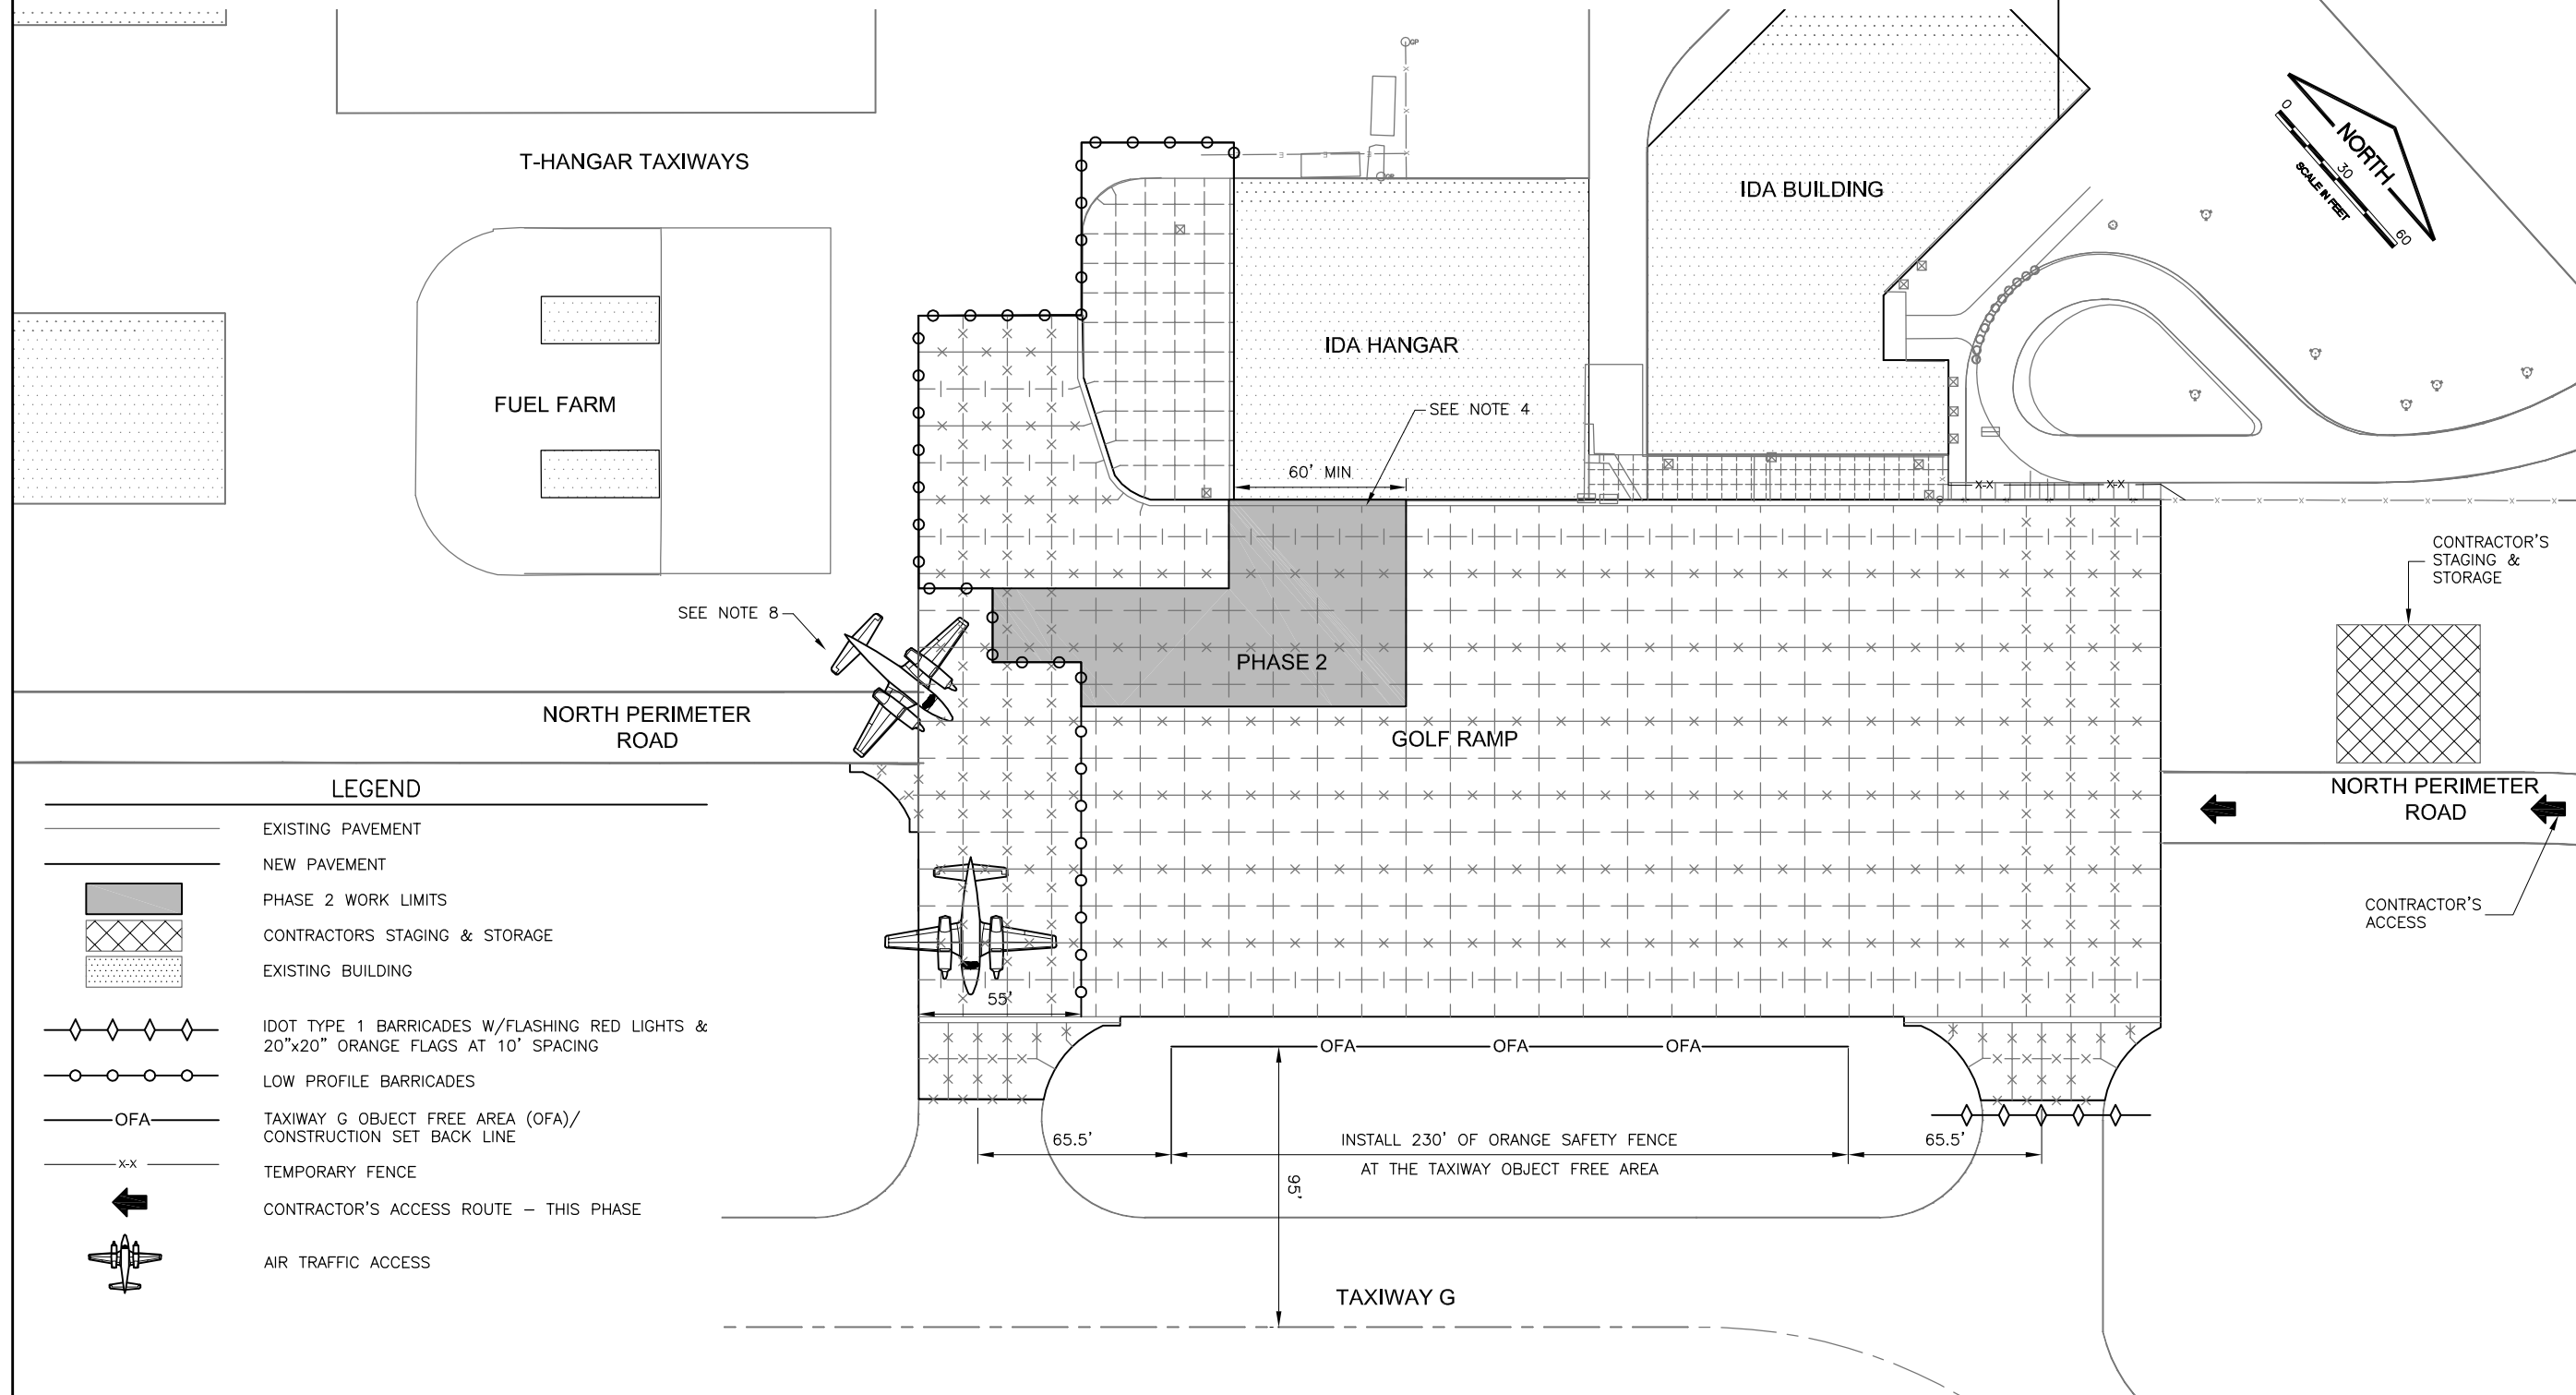 T-HANGAR TAXIWAYS
IDA BUILDING
0
NORTH
30
SCALE IN FEET
60
IDA HANGAR
FUEL FARM
SEE NOTE 4
60' MIN
X-X
X-X
CONTRACTOR'S
STAGING &
STORAGE
SEE NOTE 8
PHASE 2
NORTH PERIMETER
ROAD
GOLF RAMP
NORTH PERIMETER
ROAD
CONTRACTOR'S
ACCESS
LEGEND
EXISTING PAVEMENT
NEW PAVEMENT
PHASE 2 WORK LIMITS
CONTRACTORS STAGING & STORAGE
EXISTING BUILDING
IDOT TYPE 1 BARRICADES W/FLASHING RED LIGHTS &
20"x20" ORANGE FLAGS AT 10' SPACING
LOW PROFILE BARRICADES
OFA
TAXIWAY G OBJECT FREE AREA (OFA)/
CONSTRUCTION SET BACK LINE
X-X
TEMPORARY FENCE
CONTRACTOR'S ACCESS ROUTE – THIS PHASE
AIR TRAFFIC ACCESS
55'
OFA OFA OFA
65.5'
INSTALL 230' OF ORANGE SAFETY FENCE
AT THE TAXIWAY OBJECT FREE AREA
65.5'
95'
TAXIWAY G